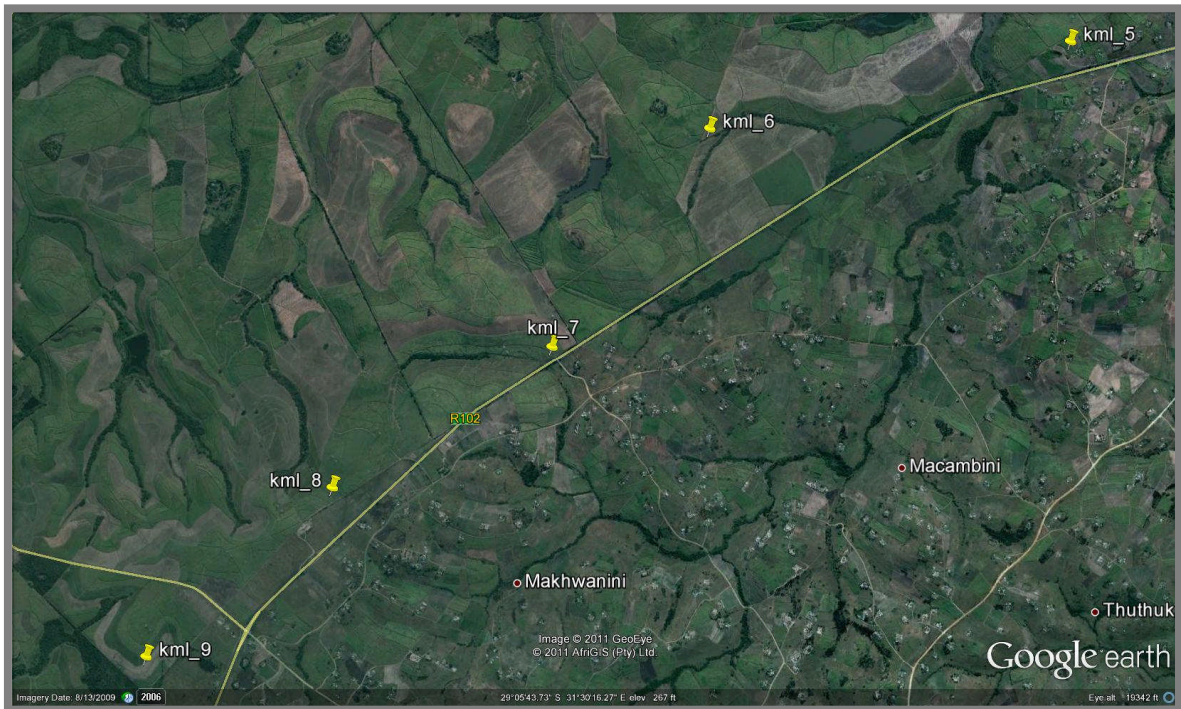 kml_5
kml_6
kml_7
R102
kml_8
Macambini
Makhwanini
Thuthuk
kml_9
Image © 2011 GeoEye
© 2011 AfriGIS (Pty) Ltd.
Google earth
Imagery Date: 8/13/2009 2006 29°05'43.73" S 31°30'16.27" E elev 267 ft Eye alt 19342 ft